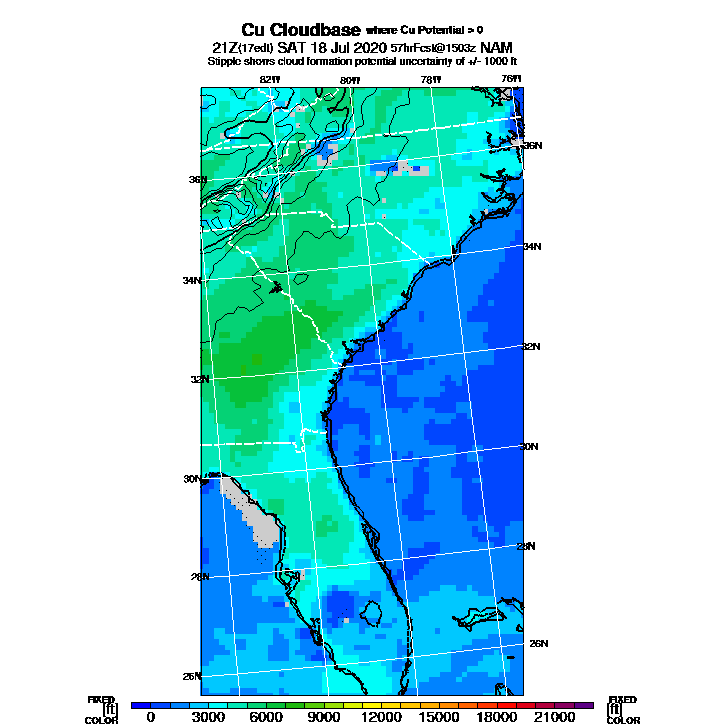 Cu Cloudbase where Cu Potential > 0
21Z(17edt) SAT 18 Jul 2020 57hrFcst@1503z NAM
Stipple shows cloud formation potential uncertainty of +/- 1000 ft
82W 80W 78W 76W
36N
36N
34N
34N
32N
32N
30N
30N
28N
28N
26N
26N
FIXED FIXED
[ft] [ft]
COLOR 0 3000 6000 9000 12000 15000 18000 21000 COLOR